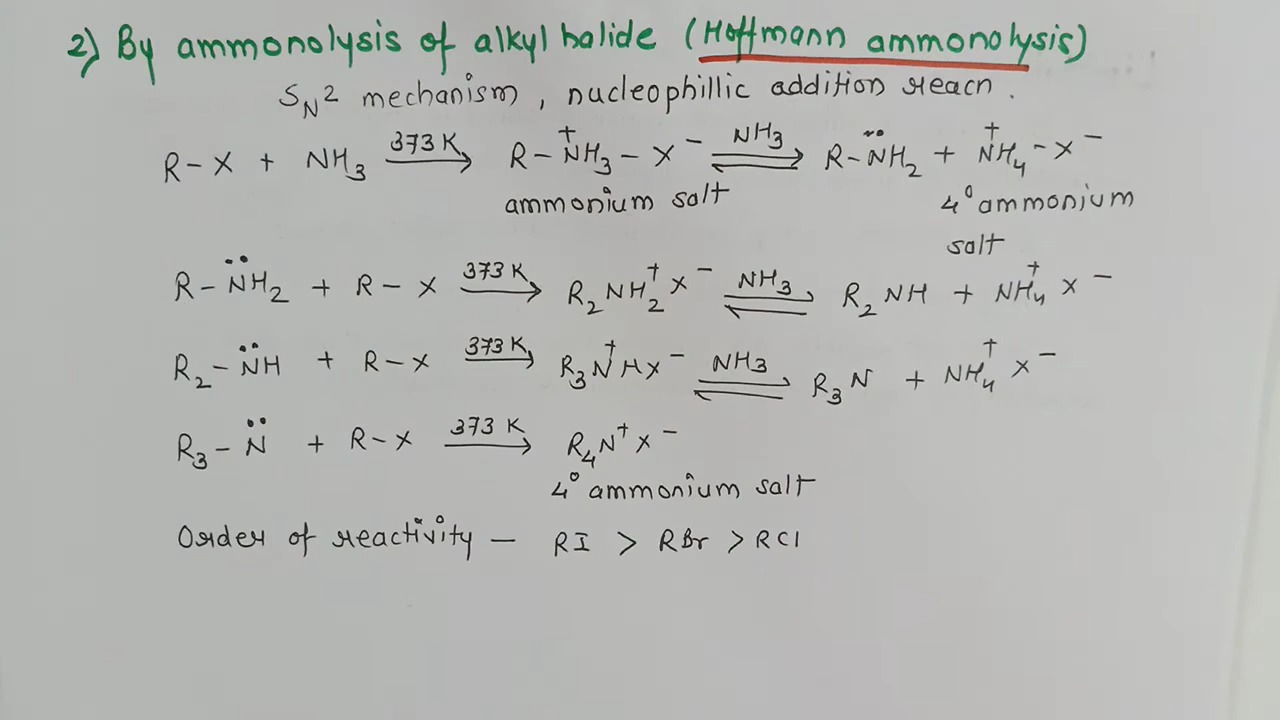 2) By ammonolysis of alkyl halide (Hoffmann ammonolysis)
SN2 mechanism, nucleophillic addition reacn.
R-X + NH3 373 K→ R-N⁺H3-X⁻ ⇌ NH3 R-N̈H2 + N⁺H4-X⁻
ammonium salt 4° ammonium
salt
R-N̈H2 + R-X 373 K→ R2NH2⁺X⁻ ⇌ NH3 R2NH + NH4⁺X⁻
R2-N̈H + R-X 373 K→ R3N⁺HX⁻ ⇌ NH3 R3N + NH4⁺X⁻
R3-N̈ + R-X 373 K→ R4N⁺X⁻
4° ammonium salt
Order of reactivity - RI > RBr > RCl